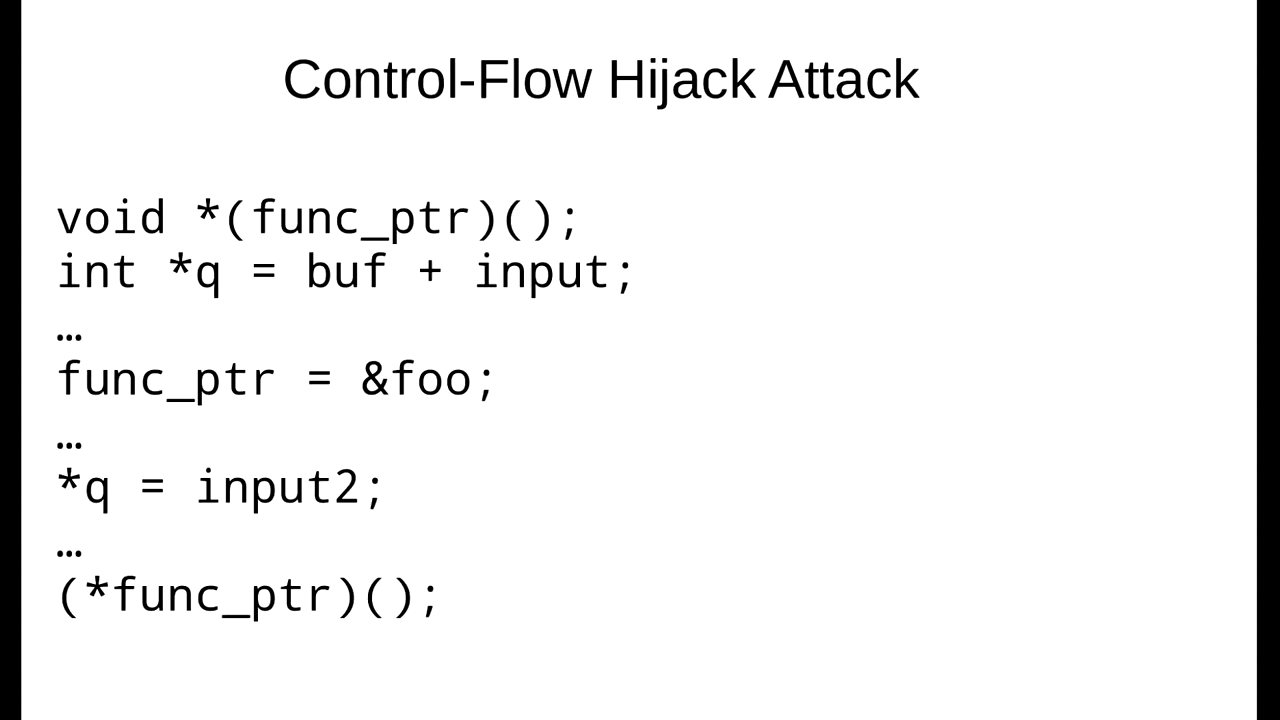 Control-Flow Hijack Attack
void *(func_ptr)();
int *q = buf + input;
…
func_ptr = &foo;
…
*q = input2;
…
(*func_ptr)();